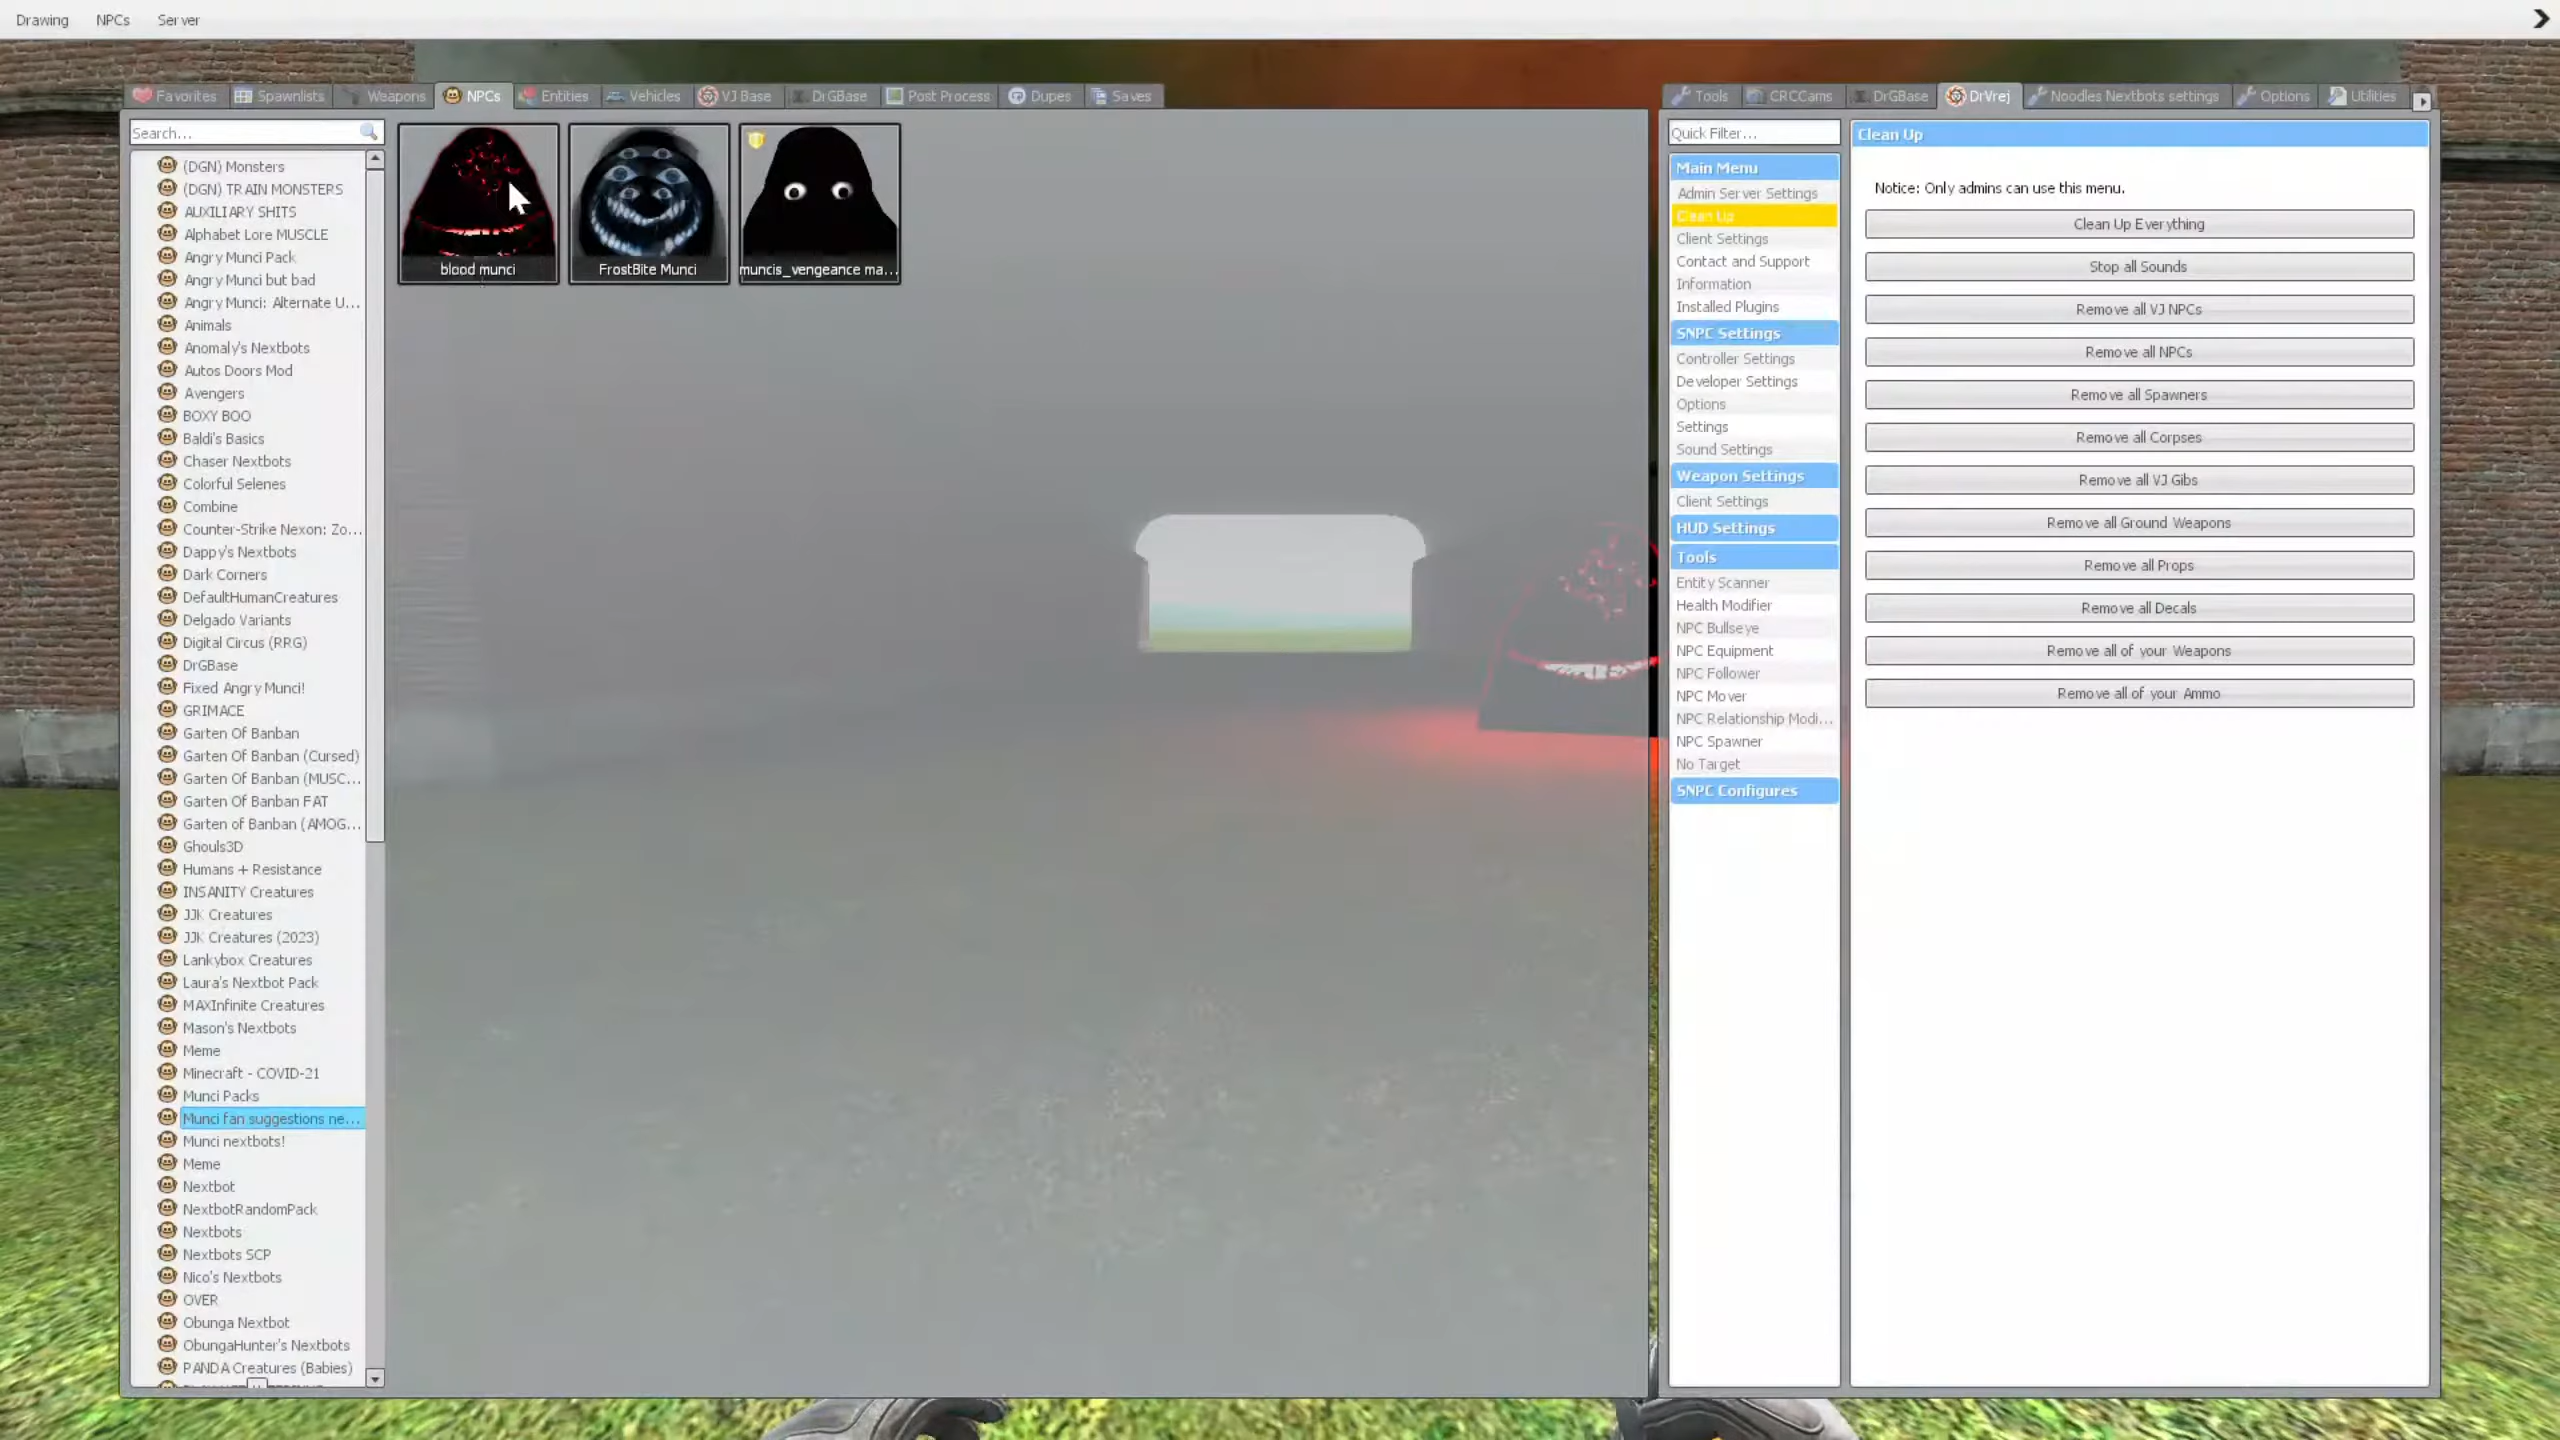 Drawing NPCs Server
Favorites Spawnlists Weapons NPCs Entities Vehicles VJ Base DrGBase Post Process Dupes Saves
Search...
(DGN) Monsters
(DGN) TRAIN MONSTERS
AUXILIARY SHITS
Alphabet Lore MUSCLE
Angry Munci Pack
Angry Munci but bad
Angry Munci: Alternate U...
Animals
Anomaly's Nextbots
Autos Doors Mod
Avengers
BOXY BOO
Baldi's Basics
Chaser Nextbots
Colorful Selenes
Combine
Counter-Strike Nexon: Zo...
Dappy's Nextbots
Dark Corners
DefaultHumanCreatures
Delgado Variants
Digital Circus (RRG)
DrGBase
Fixed Angry Munci!
GRIMACE
Garten Of Banban
Garten Of Banban (Cursed)
Garten Of Banban (MUSC...
Garten Of Banban FAT
Garten of Banban (AMOG...
Ghouls3D
Humans + Resistance
INSANITY Creatures
JJK Creatures
JJK Creatures (2023)
Lankybox Creatures
Laura's Nextbot Pack
MAXInfinite Creatures
Mason's Nextbots
Meme
Minecraft - COVID-21
Munci Packs
Munci fan suggestions ne...
Munci nextbots!
Meme
Nextbot
NextbotRandomPack
Nextbots
Nextbots SCP
Nico's Nextbots
OVER
Obunga Nextbot
ObungaHunter's Nextbots
PANDA Creatures (Babies)
blood munci
FrostBite Munci
muncis_vengeance ma...
Tools CRCCams DrGBase DrVrej Noodles Nextbots settings Options Utilities
Quick Filter...
Main Menu
Admin Server Settings
Clean Up
Client Settings
Contact and Support
Information
Installed Plugins
SNPC Settings
Controller Settings
Developer Settings
Options
Settings
Sound Settings
Weapon Settings
Client Settings
HUD Settings
Tools
Entity Scanner
Health Modifier
NPC Bullseye
NPC Equipment
NPC Follower
NPC Mover
NPC Relationship Modi...
NPC Spawner
No Target
SNPC Configures
Clean Up
Notice: Only admins can use this menu.
Clean Up Everything
Stop all Sounds
Remove all VJ NPCs
Remove all NPCs
Remove all Spawners
Remove all Corpses
Remove all VJ Gibs
Remove all Ground Weapons
Remove all Props
Remove all Decals
Remove all of your Weapons
Remove all of your Ammo